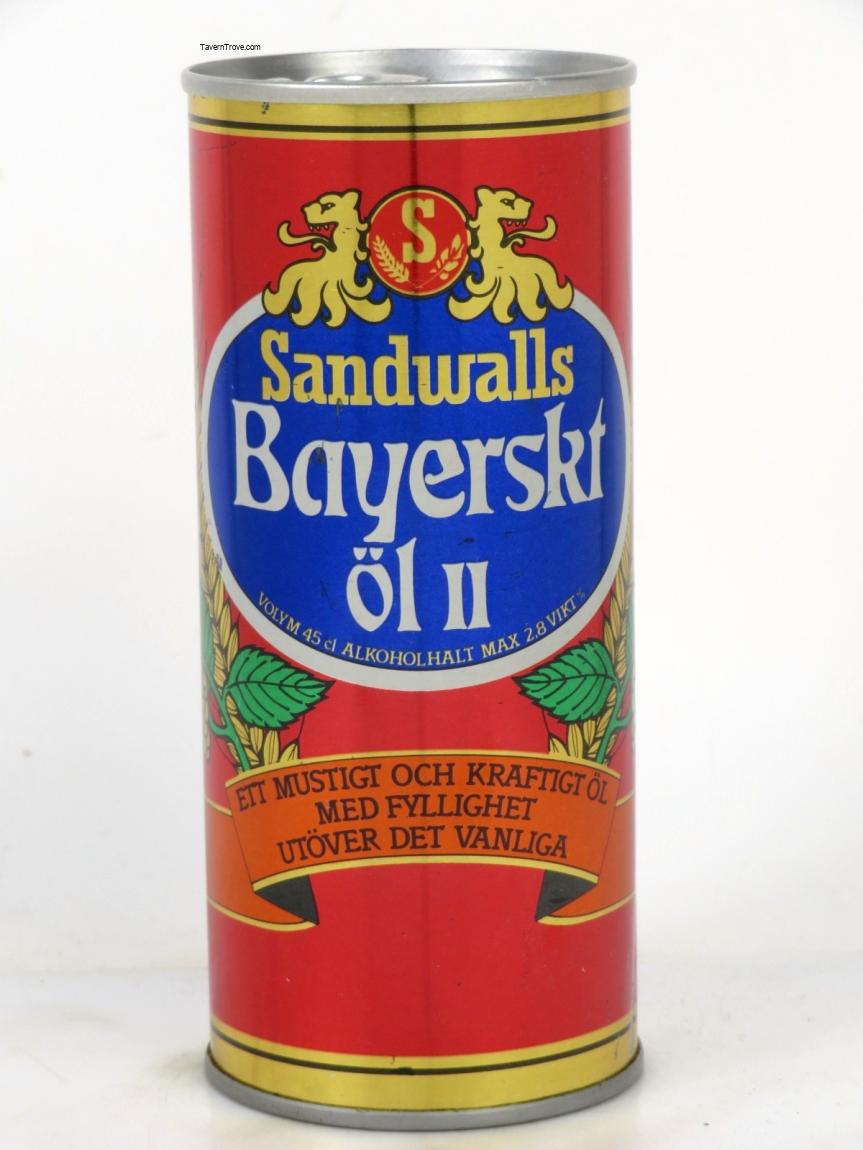 TavernTrove.com
S
Sandwalls
Bayerskt
öl II
VOLYM 45 cl ALKOHOLHALT MAX 2,8 VIKT %
ETT MUSTIGT OCH KRAFTIGT ÖL
MED FYLLIGHET
UTÖVER DET VANLIGA